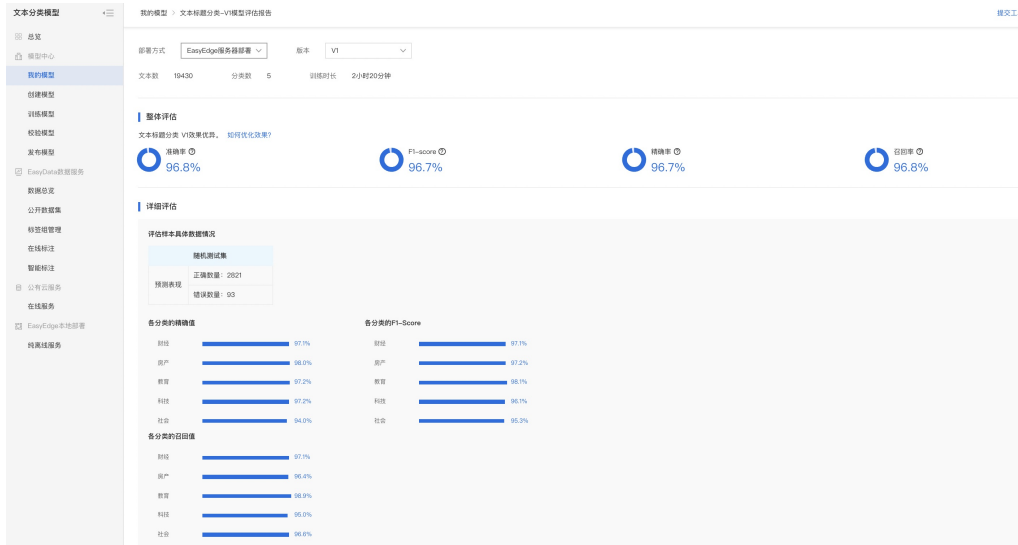 文本分类模型
总览
模型中心
我的模型
创建模型
训练模型
校验模型
发布模型
EasyData数据服务
数据总览
公开数据集
标签组管理
在线标注
智能标注
公有云服务
在线服务
EasyEdge本地部署
纯离线服务
我的模型 > 文本标题分类-V1模型评估报告
提交工
部署方式 EasyEdge服务器部署 版本 V1
文本数 19430 分类数 5 训练时长 2小时20分钟
整体评估
文本标题分类 V1效果优异。 如何优化效果?
准确率 F1-score 精确率 召回率
96.8% 96.7% 96.7% 96.8%
详细评估
评估样本具体数据情况
随机测试集
预测表现
正确数量：2821
错误数量：93
各分类的精确值
财经 97.1%
房产 98.0%
教育 97.2%
科技 97.2%
社会 94.0%
各分类的F1-Score
财经 97.1%
房产 97.2%
教育 98.1%
科技 96.1%
社会 95.3%
各分类的召回值
财经 97.1%
房产 96.4%
教育 98.9%
科技 95.0%
社会 96.6%